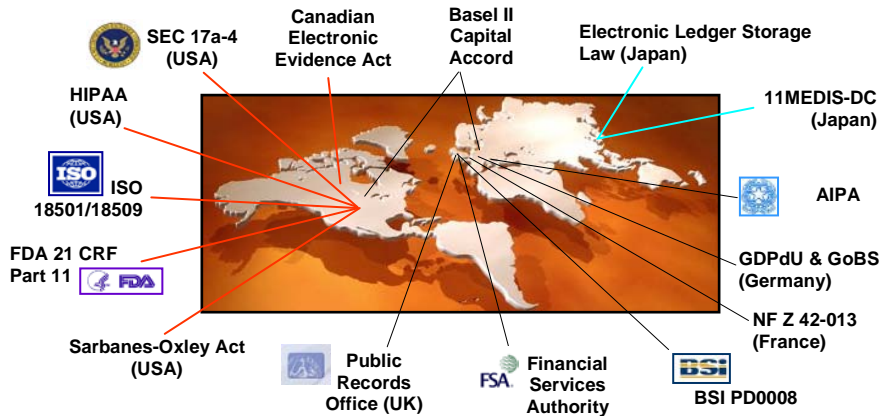 SEC 17a-4
(USA)
Canadian
Electronic
Evidence Act
Basel II
Capital
Accord
Electronic Ledger Storage
Law (Japan)
HIPAA
(USA)
11MEDIS-DC
(Japan)
ISO
ISO
18501/18509
AIPA
FDA 21 CRF
Part 11
FDA
GDPdU & GoBS
(Germany)
NF Z 42-013
(France)
Sarbanes-Oxley Act
(USA)
Public
Records
Office (UK)
FSA
Financial
Services
Authority
BSi
BSI PD0008